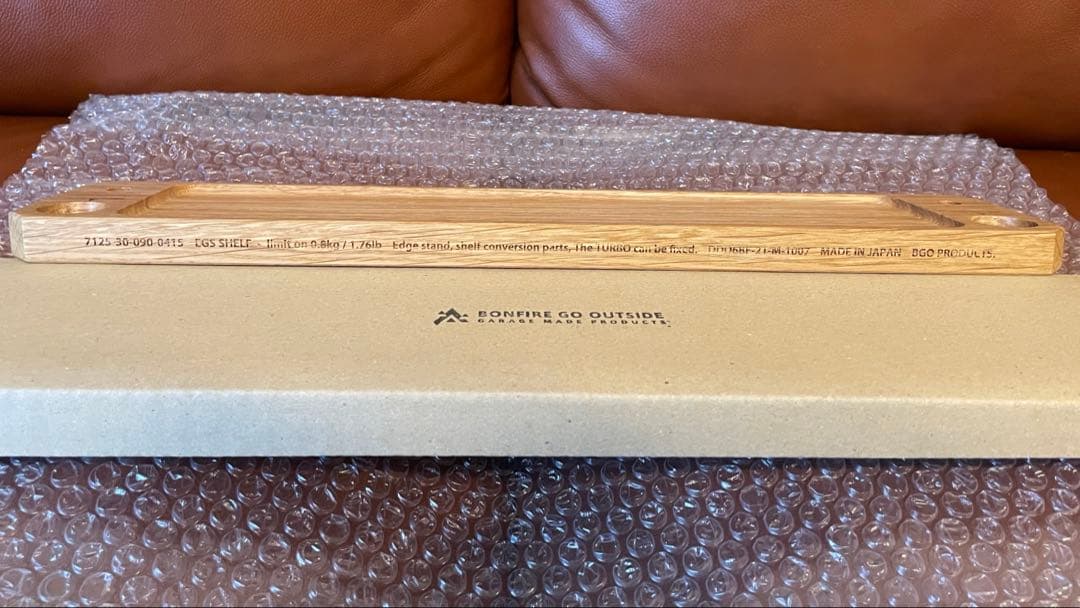 7125-30-090-0415 EGS SHELF - limit on 0.8kg / 1.76lb Edge stand, shelf conversion parts, The TURBO can be fixed. MADE IN JAPAN BGO PRODUCTS.
BONFIRE GO OUTSIDE
GARAGE MADE PRODUCTS